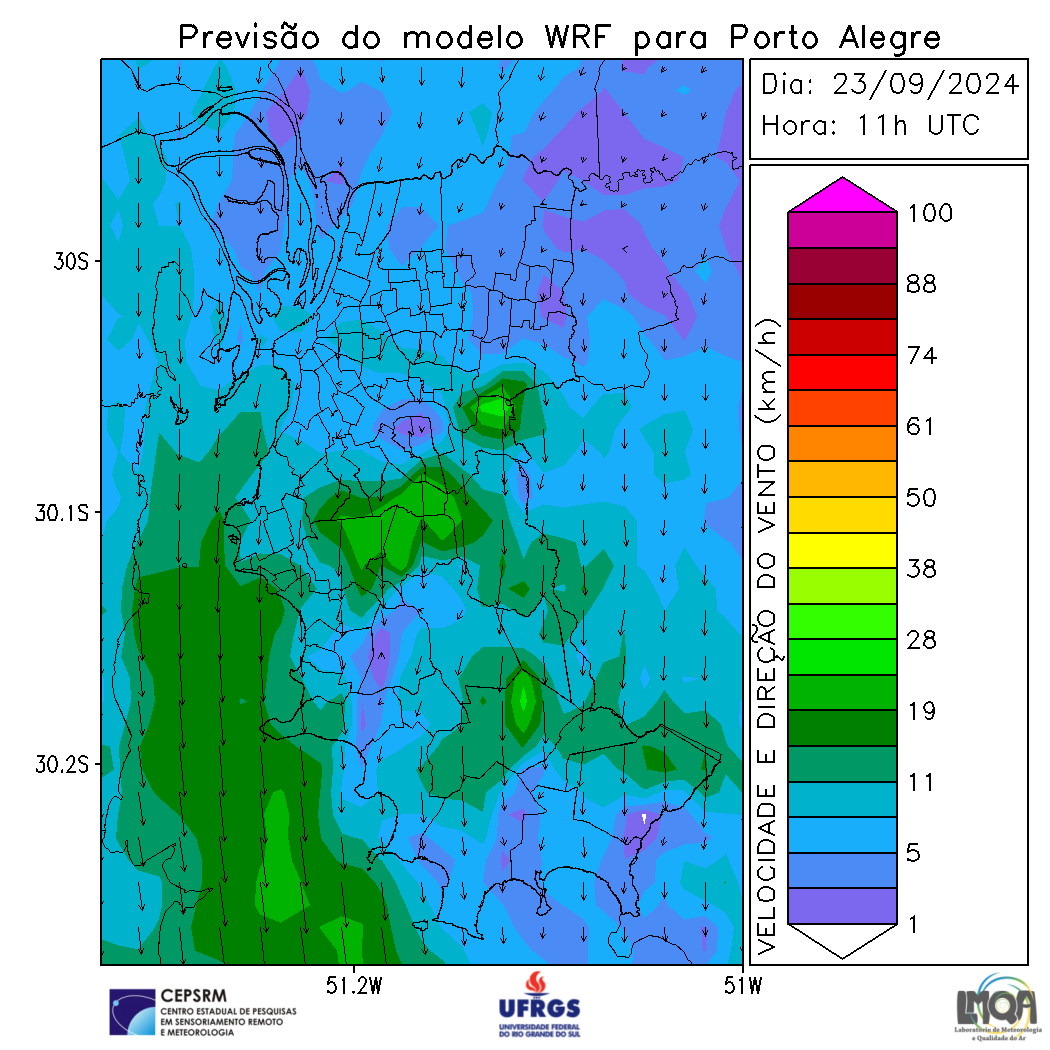 Previsão do modelo WRF para Porto Alegre
Dia: 23/09/2024
Hora: 11h UTC
30S
30.1S
30.2S
51.2W
51W
VELOCIDADE E DIREÇÃO DO VENTO (km/h)
100
88
74
61
50
38
28
19
11
5
1
CEPSRM
CENTRO ESTADUAL DE PESQUISAS
EM SENSORIAMENTO REMOTO
E METEOROLOGIA
UFRGS
UNIVERSIDADE FEDERAL
DO RIO GRANDE DO SUL
LMQA
Laboratório de Meteorologia
e Qualidade do Ar